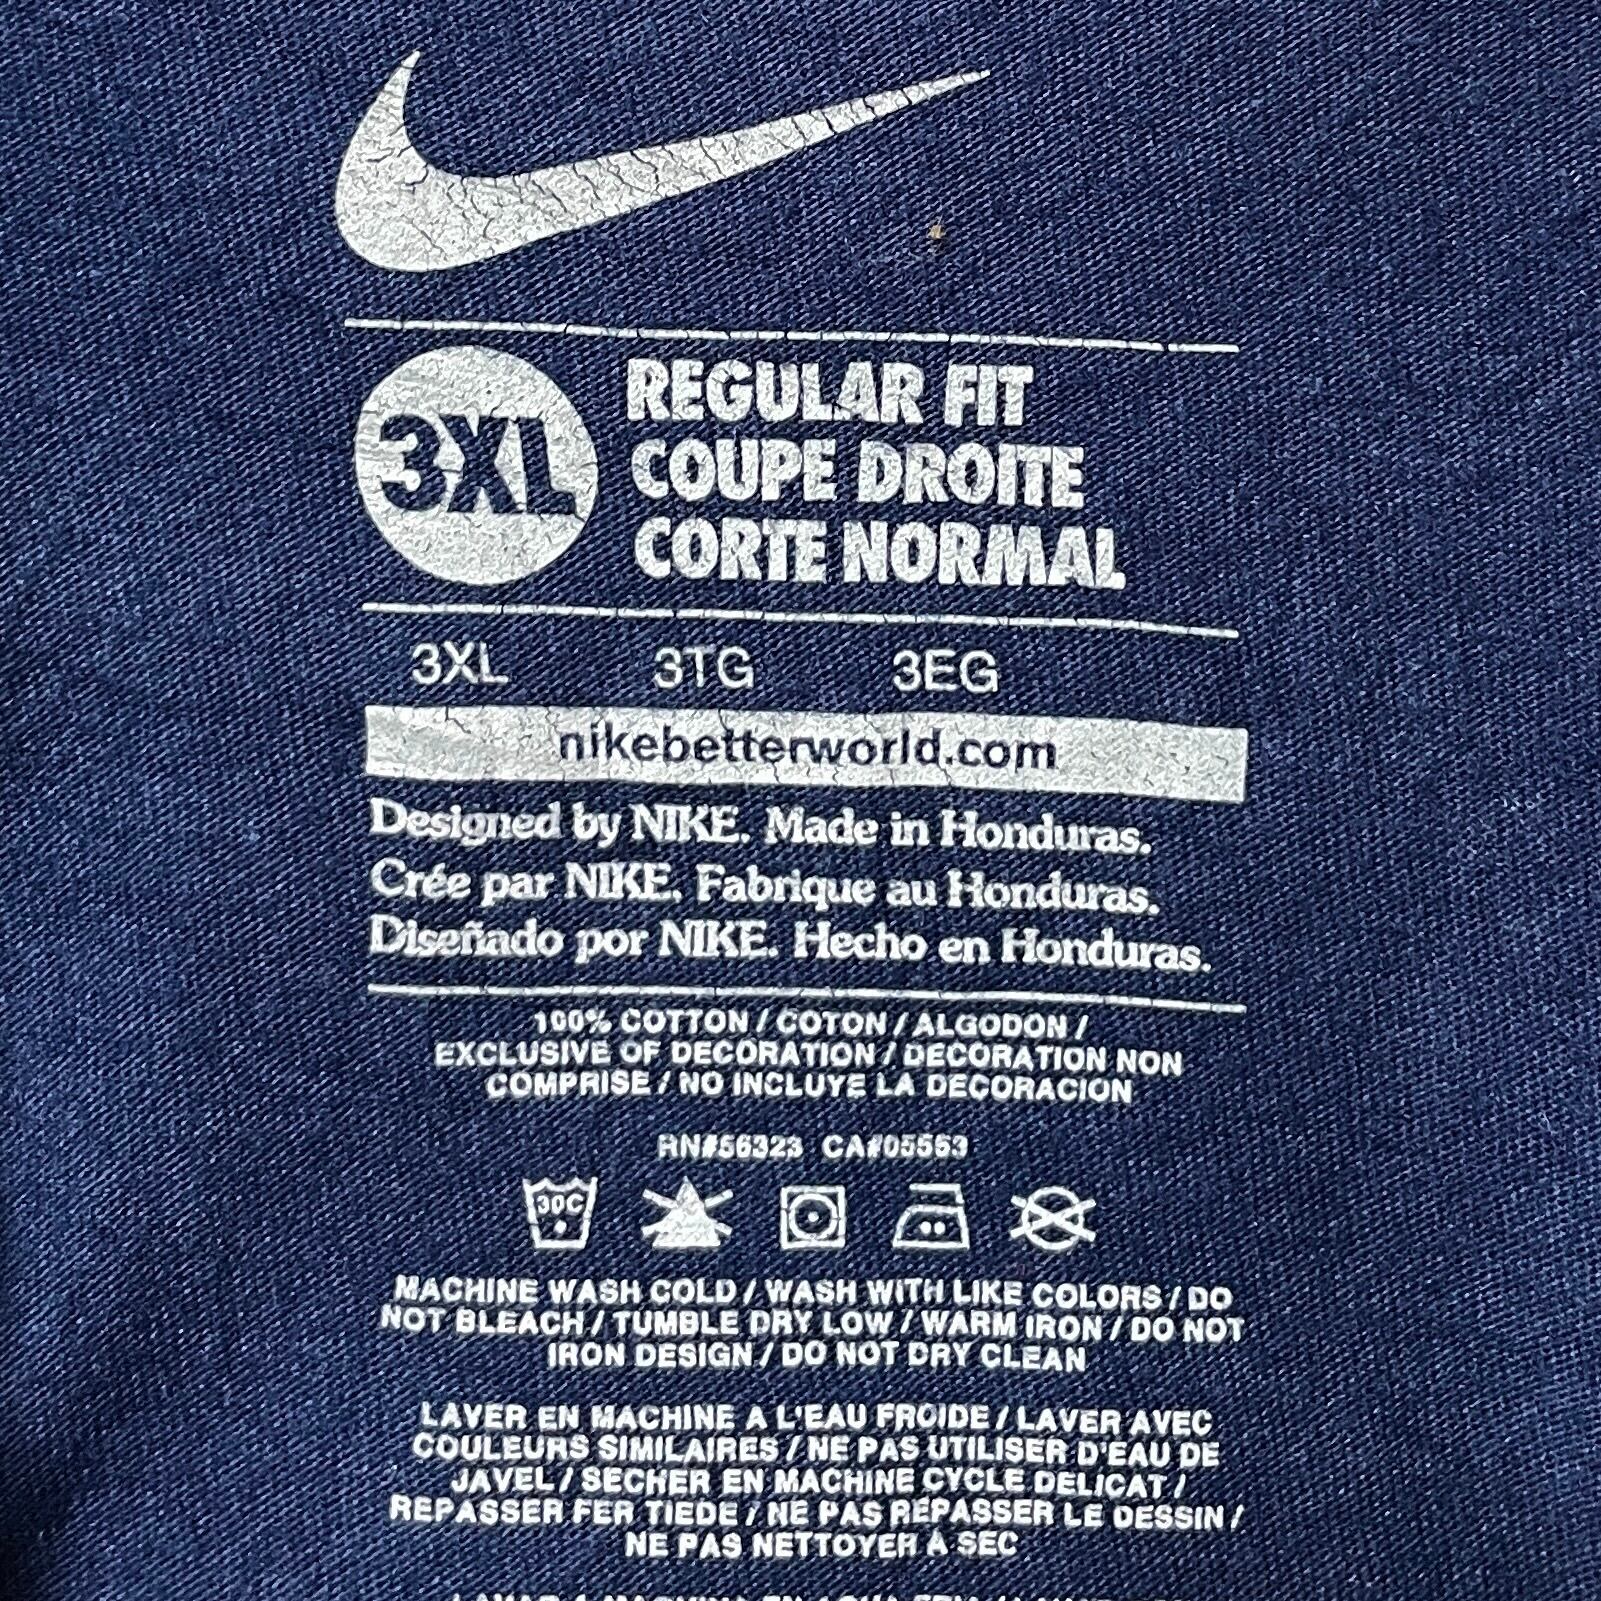 3XL
REGULAR FIT
COUPE DROITE
CORTE NORMAL
3XL 3TG 3EG
nikebetterworld.com
Designed by NIKE. Made in Honduras.
Crée par NIKE. Fabrique au Honduras.
Diseñado por NIKE. Hecho en Honduras.
100% COTTON / COTON / ALGODON /
EXCLUSIVE OF DECORATION / DECORATION NON
COMPRISE / NO INCLUYE LA DECORACION
RN#56323 CA#05553
30C
MACHINE WASH COLD / WASH WITH LIKE COLORS / DO
NOT BLEACH / TUMBLE DRY LOW / WARM IRON / DO NOT
IRON DESIGN / DO NOT DRY CLEAN
LAVER EN MACHINE A L'EAU FROIDE / LAVER AVEC
COULEURS SIMILAIRES / NE PAS UTILISER D'EAU DE
JAVEL / SECHER EN MACHINE CYCLE DELICAT /
REPASSER FER TIEDE / NE PAS REPASSER LE DESSIN /
NE PAS NETTOYER À SEC